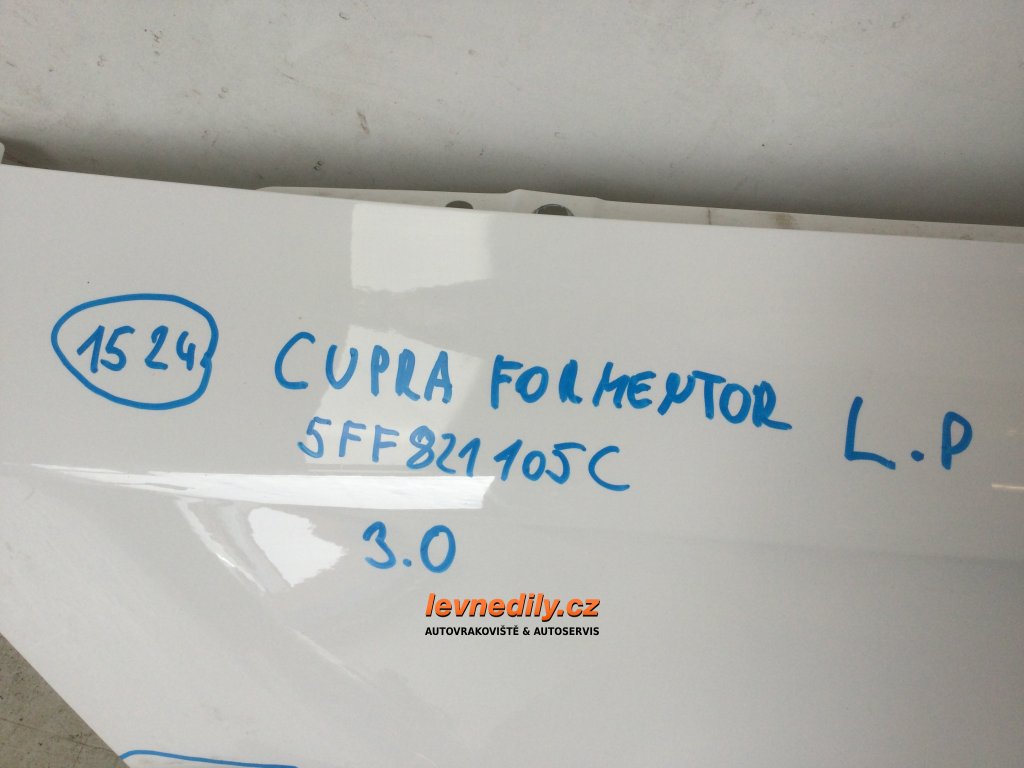 1524 CUPRA FORMENTOR L.P
5FF821105C
3.0
levnedily.cz
AUTOVRAKOVIŠTĚ & AUTOSERVIS